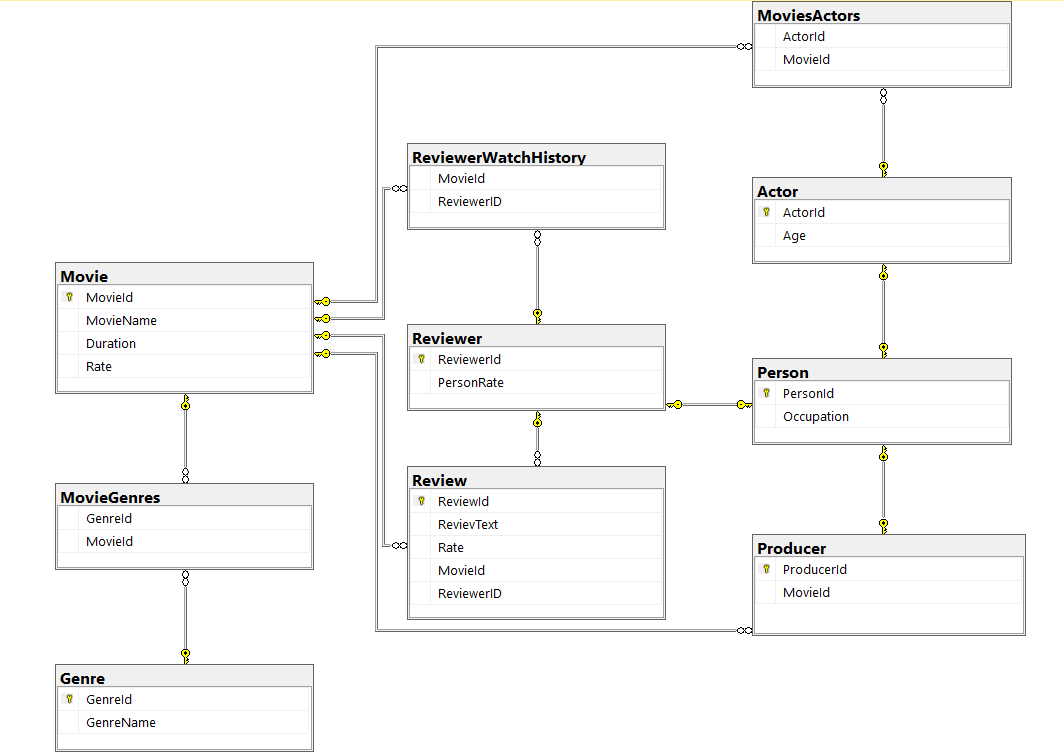 MoviesActors
ActorId
MovieId
ReviewerWatchHistory
MovieId
ReviewerID
Actor
ActorId
Age
Movie
MovieId
MovieName
Duration
Rate
Reviewer
ReviewerId
PersonRate
Person
PersonId
Occupation
MovieGenres
GenreId
MovieId
Review
ReviewId
RevievText
Rate
MovieId
ReviewerID
Producer
ProducerId
MovieId
Genre
GenreId
GenreName